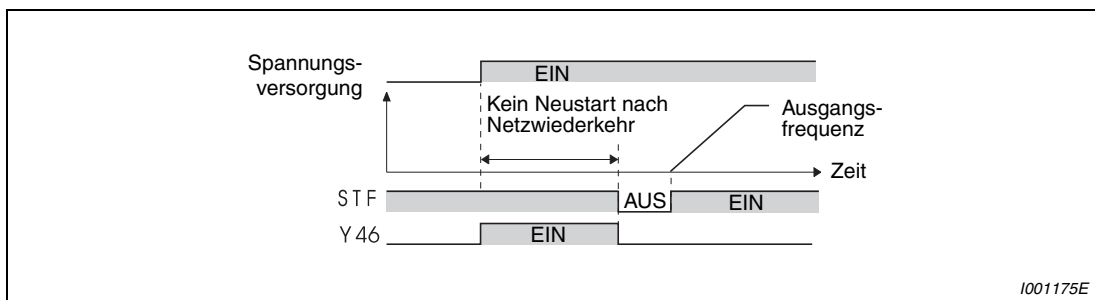 Spannungs-
versorgung
EIN
Kein Neustart nach
Netzwiederkehr
Ausgangs-
frequenz
Zeit
STF
AUS
EIN
Y46
EIN
I001175E